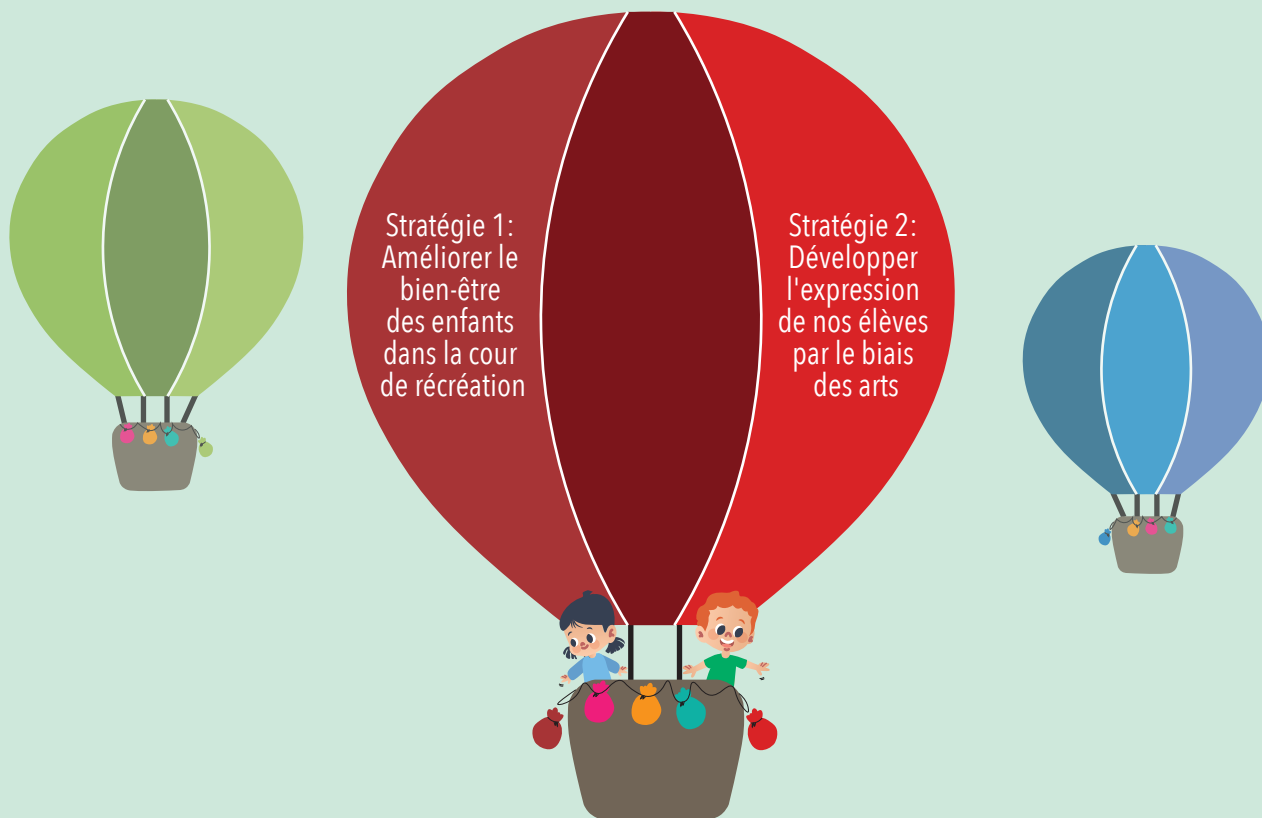 Stratégie 1:
Améliorer le
bien-être
des enfants
dans la cour
de récréation
Stratégie 2:
Développer
l'expression
de nos élèves
par le biais
des arts